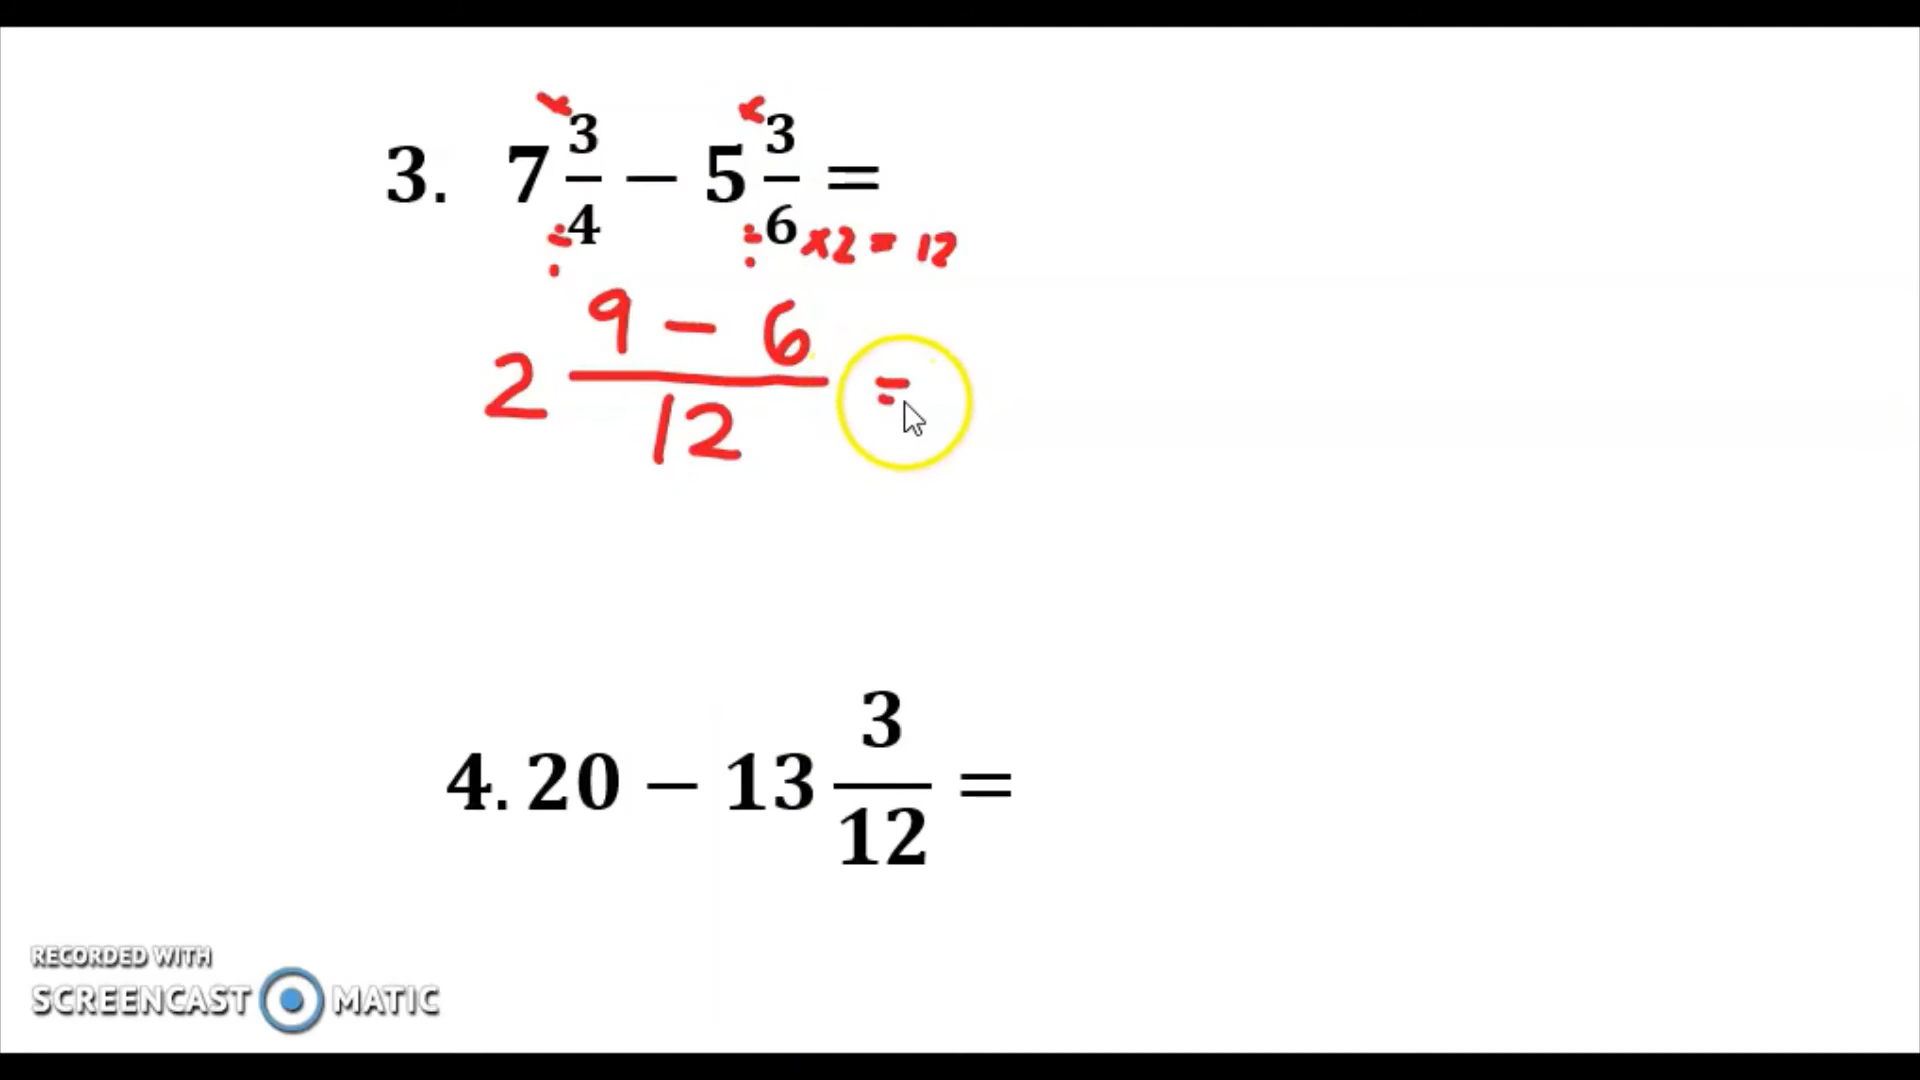 3. 7 3/4 − 5 3/6 =
×2 = 12
2 (9 − 6)/12 =
4. 20 − 13 3/12 =
RECORDED WITH
SCREENCAST MATIC